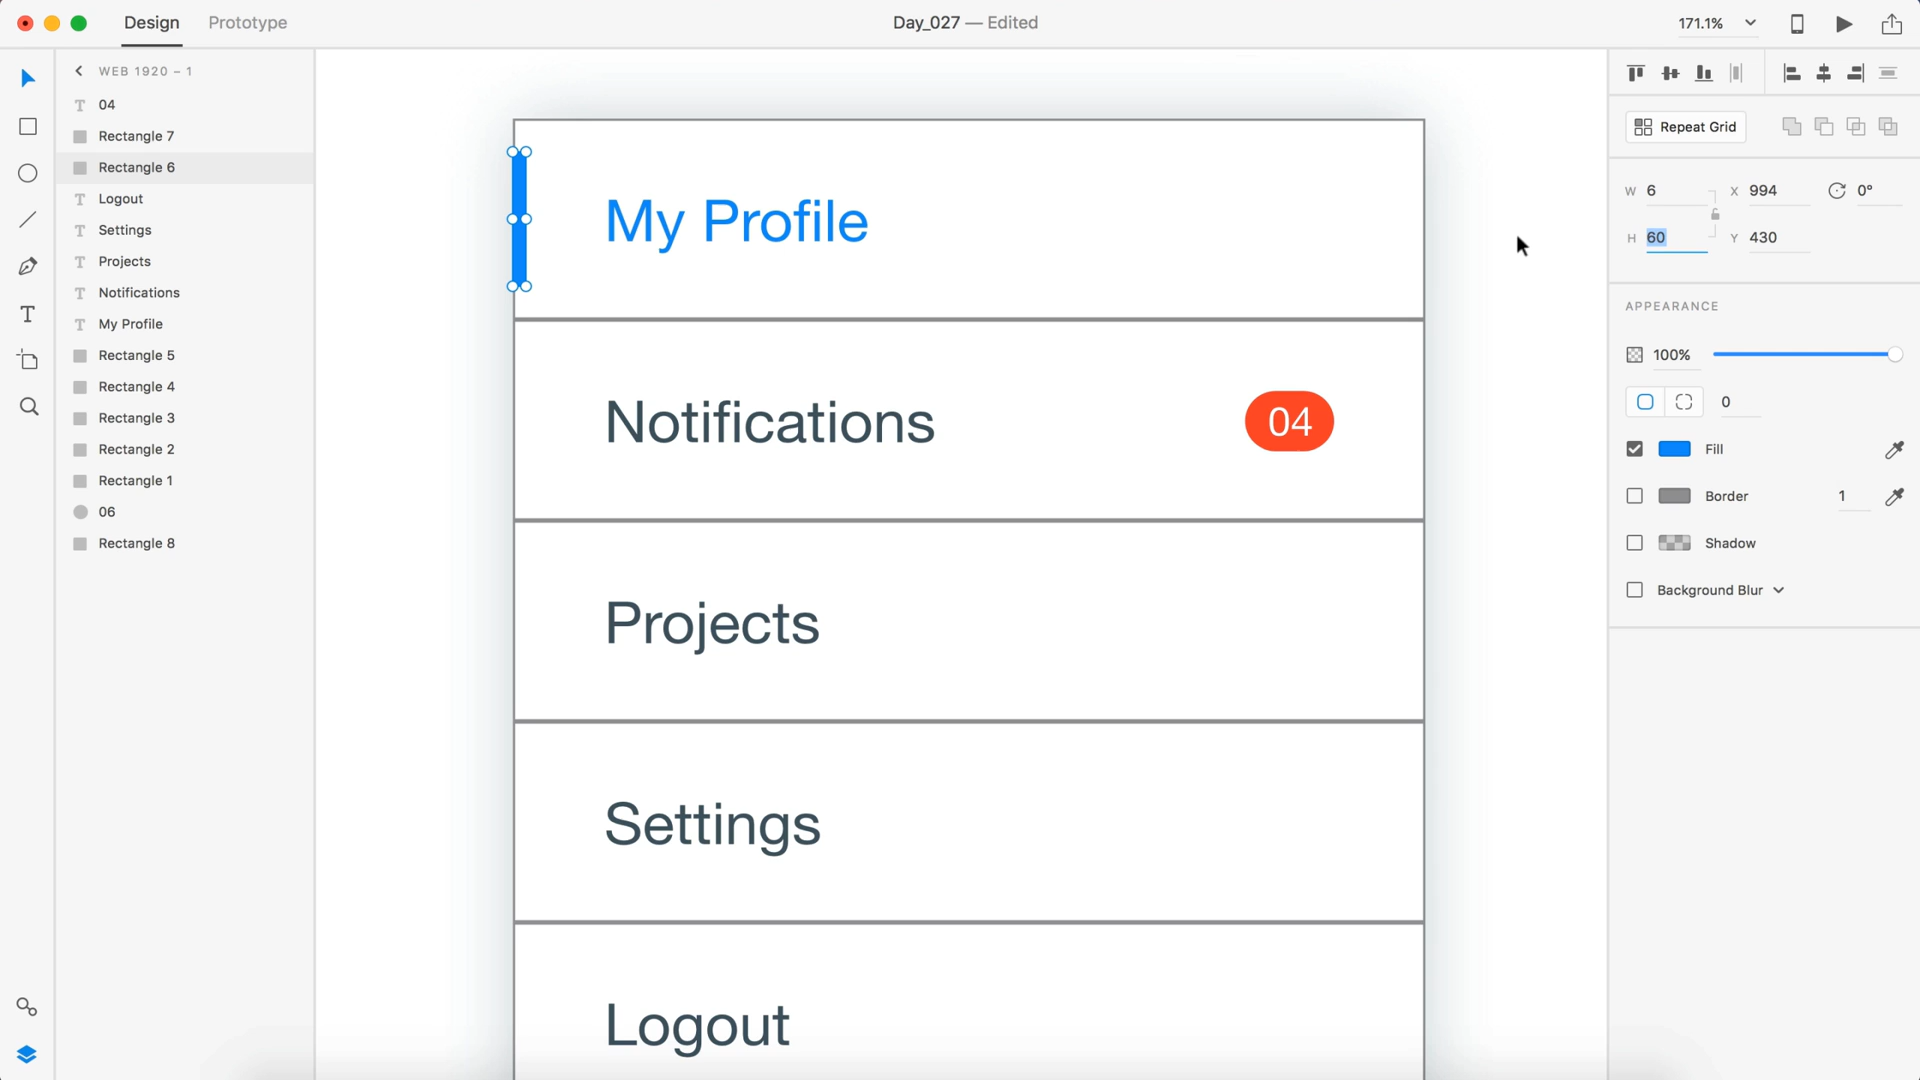 Design Prototype Day_027 — Edited 171.1%
WEB 1920 – 1
04
Rectangle 7
Rectangle 6
Logout
Settings
Projects
Notifications
My Profile
Rectangle 5
Rectangle 4
Rectangle 3
Rectangle 2
Rectangle 1
06
Rectangle 8
My Profile
Notifications 04
Projects
Settings
Logout
Repeat Grid
W 6 X 994 0°
H 60 Y 430
APPEARANCE
100%
0
Fill
Border 1
Shadow
Background Blur